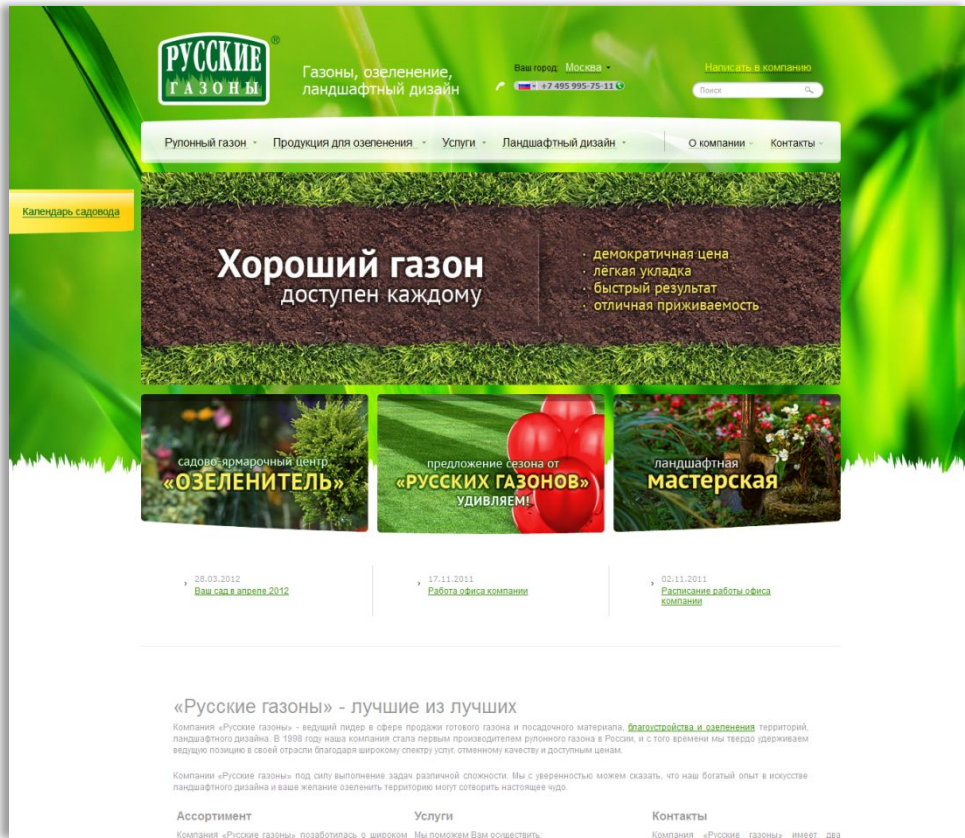 РУССКИЕ
ГАЗОНЫ
®
Газоны, озеленение,
ландшафтный дизайн
Ваш город: Москва
+7 495 995-75-11
Написать в компанию
Поиск
Рулонный газон
Продукция для озеленения
Услуги
Ландшафтный дизайн
О компании
Контакты
Календарь садовода
Хороший газон
доступен каждому
· демократичная цена
· лёгкая укладка
· быстрый результат
· отличная приживаемость
садово-ярмарочный центр
«ОЗЕЛЕНИТЕЛЬ»
предложение сезона от
«РУССКИХ ГАЗОНОВ»
УДИВЛЯЕМ!
ландшафтная
мастерская
28.03.2012
Ваш сад в апреле 2012
17.11.2011
Работа офиса компании
02.11.2011
Расписание работы офиса
компании
«Русские газоны» - лучшие из лучших
Компания «Русские газоны» - ведущий лидер в сфере продажи готового газона и посадочного материала, благоустройства и озеленения территорий,
ландшафтного дизайна. В 1998 году наша компания стала первым производителем рулонного газона в России, и с того времени мы твердо удерживаем
ведущую позицию в своей отрасли благодаря широкому спектру услуг, отменному качеству и доступным ценам.
Компании «Русские газоны» под силу выполнение задач различной сложности. Мы с уверенностью можем сказать, что наш богатый опыт в искусстве
ландшафтного дизайна и ваше желание озеленить территорию могут сотворить настоящее чудо.
Ассортимент
Компания «Русские газоны» позаботилась о широком
Услуги
Мы поможем Вам осуществить:
Контакты
Компания «Русские газоны» имеет два